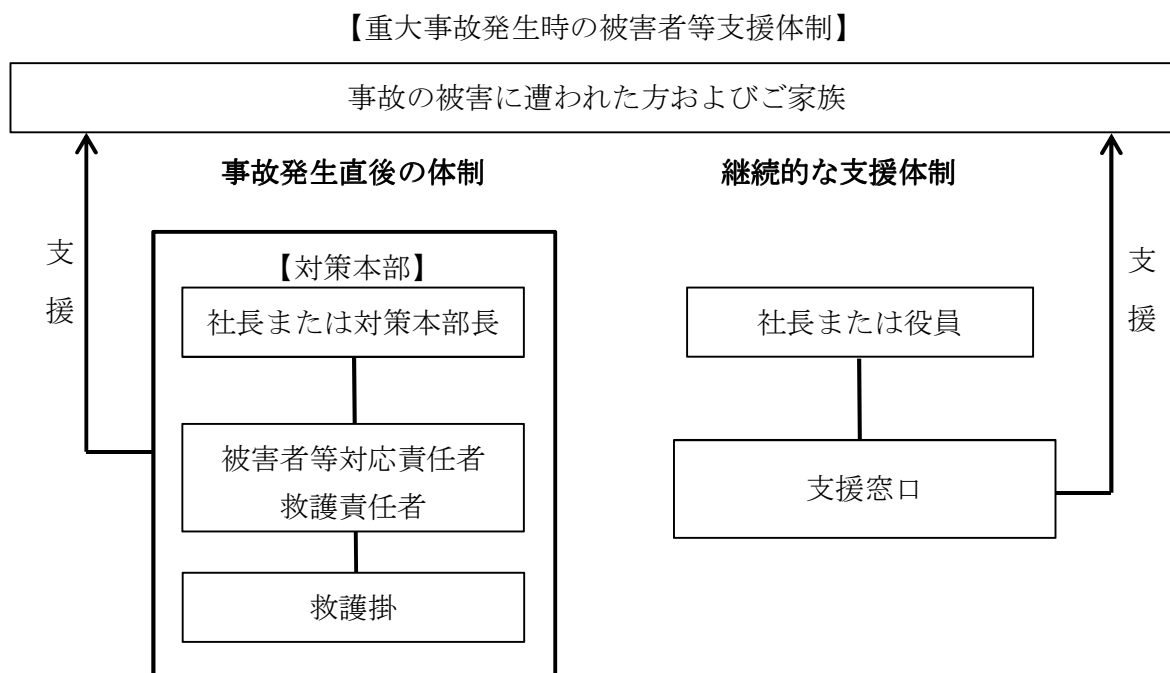 【重大事故発生時の被害者等支援体制】
事故の被害に遭われた方およびご家族
事故発生直後の体制
継続的な支援体制
支援
【対策本部】
社長または対策本部長
被害者等対応責任者
救護責任者
救護掛
社長または役員
支援窓口
支援